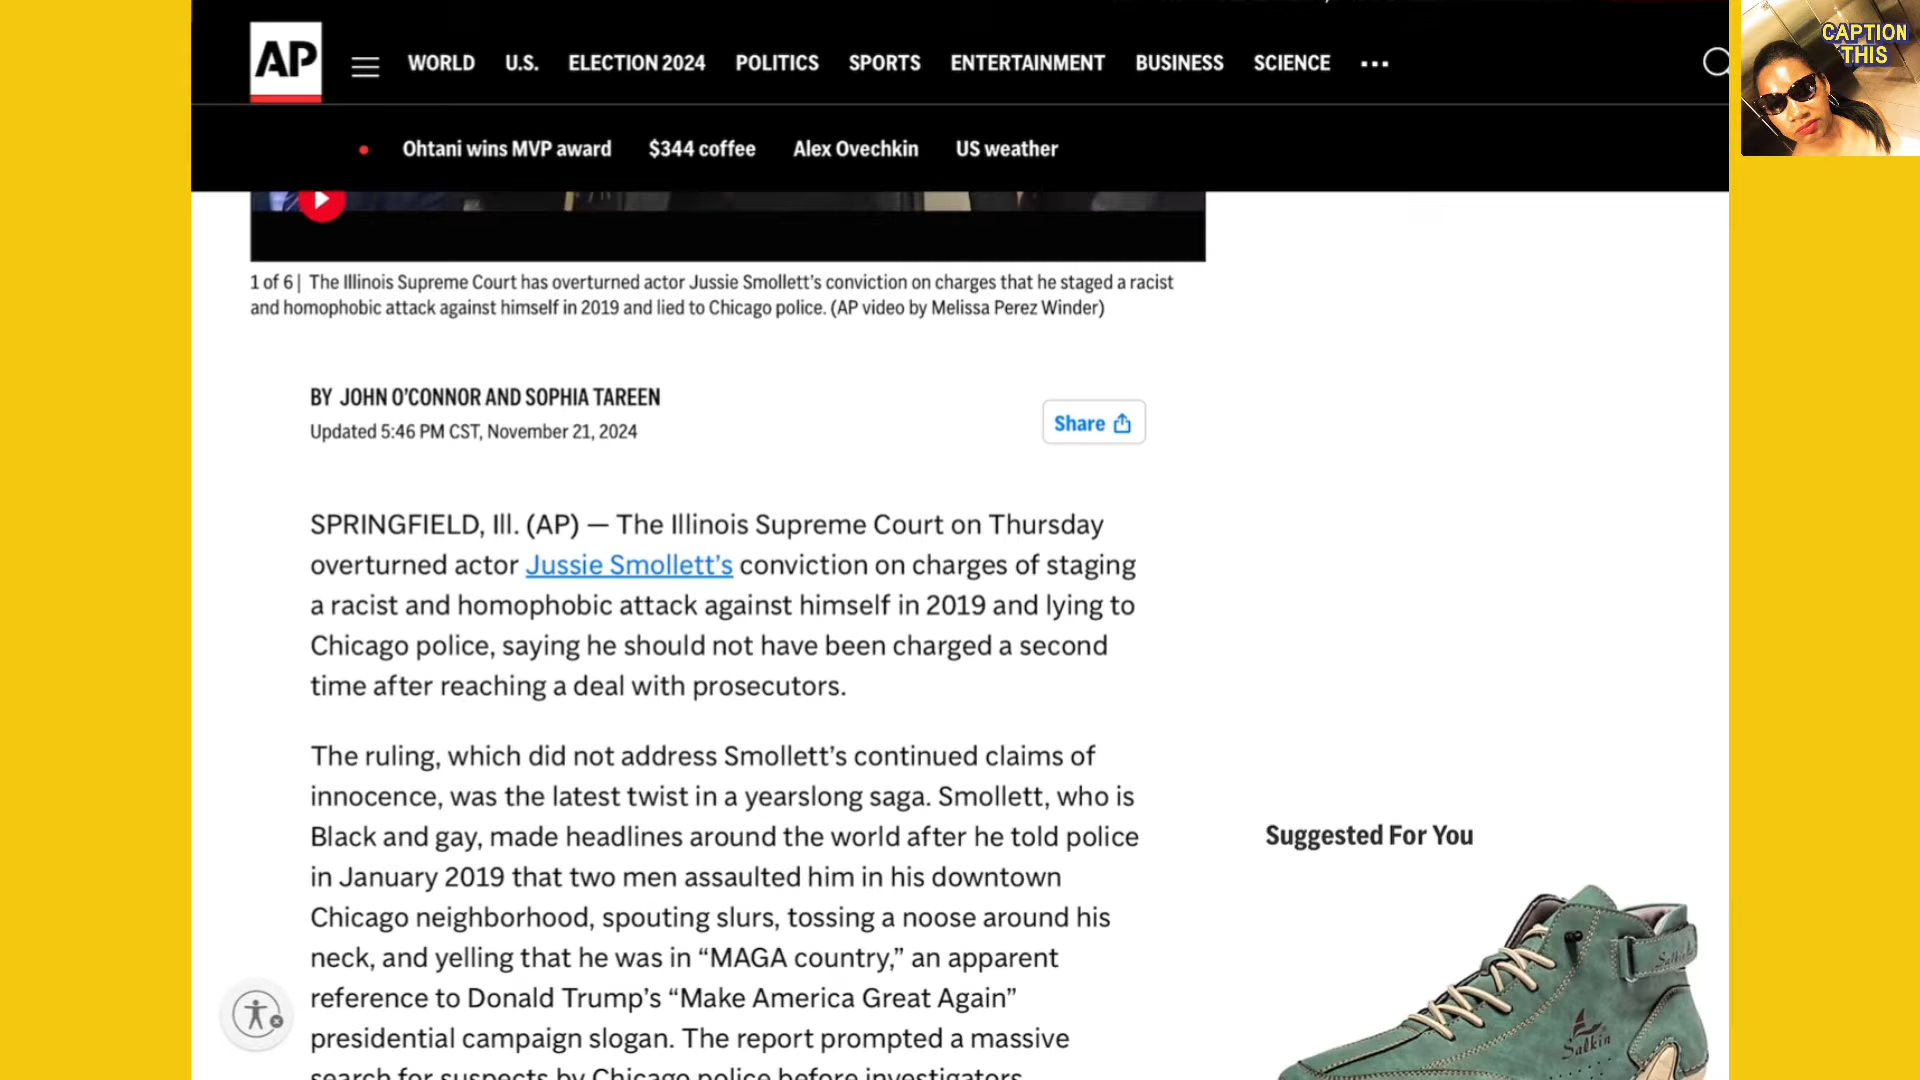 CAPTION
THIS
AP
WORLD U.S. ELECTION 2024 POLITICS SPORTS ENTERTAINMENT BUSINESS SCIENCE
Ohtani wins MVP award $344 coffee Alex Ovechkin US weather
1 of 6 | The Illinois Supreme Court has overturned actor Jussie Smollett’s conviction on charges that he staged a racist
and homophobic attack against himself in 2019 and lied to Chicago police. (AP video by Melissa Perez Winder)
BY JOHN O’CONNOR AND SOPHIA TAREEN
Updated 5:46 PM CST, November 21, 2024
Share
SPRINGFIELD, Ill. (AP) — The Illinois Supreme Court on Thursday
overturned actor Jussie Smollett’s conviction on charges of staging
a racist and homophobic attack against himself in 2019 and lying to
Chicago police, saying he should not have been charged a second
time after reaching a deal with prosecutors.
The ruling, which did not address Smollett’s continued claims of
innocence, was the latest twist in a yearslong saga. Smollett, who is
Black and gay, made headlines around the world after he told police
in January 2019 that two men assaulted him in his downtown
Chicago neighborhood, spouting slurs, tossing a noose around his
neck, and yelling that he was in “MAGA country,” an apparent
reference to Donald Trump’s “Make America Great Again”
presidential campaign slogan. The report prompted a massive
search for suspects by Chicago police before investigators
Suggested For You
Salkin